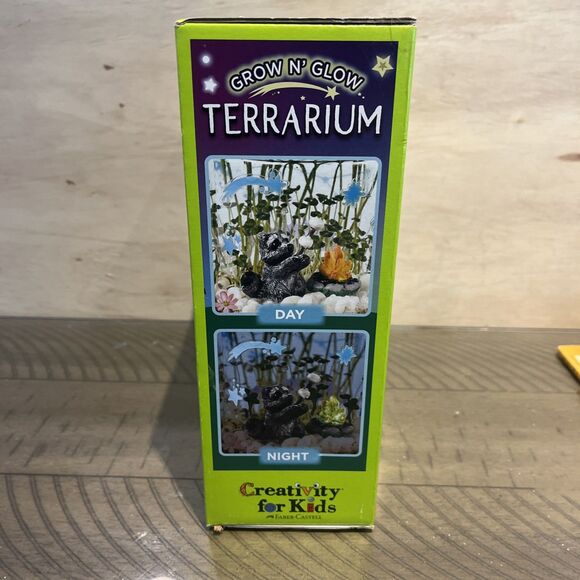 GROW N' GLOW
TERRARIUM
DAY
NIGHT
Creativity
for Kids
FABER-CASTELL